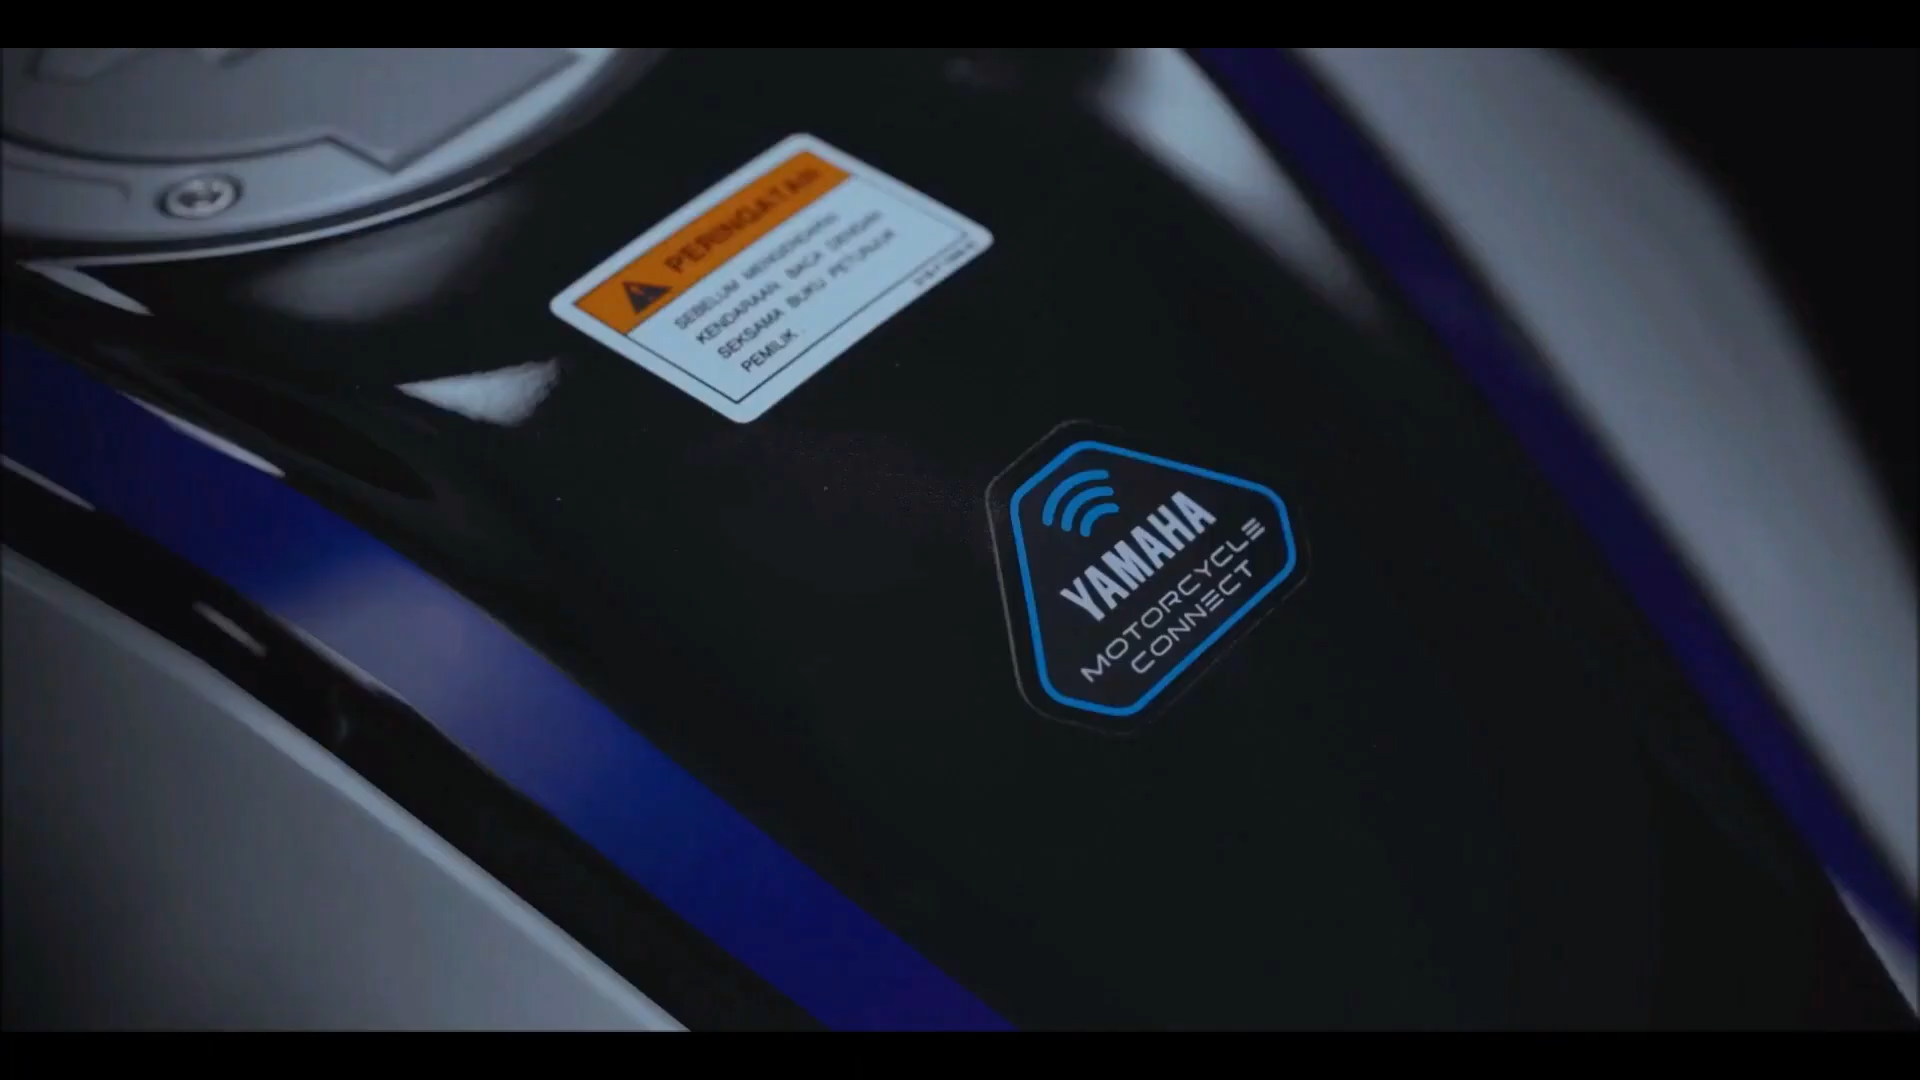 PERINGATAN
SEBELUM MENGENDARAI
KENDARAAN, BACA DENGAN
SEKSAMA BUKU PETUNJUK
PEMILIK.
YAMAHA
MOTORCYCLE
CONNECT